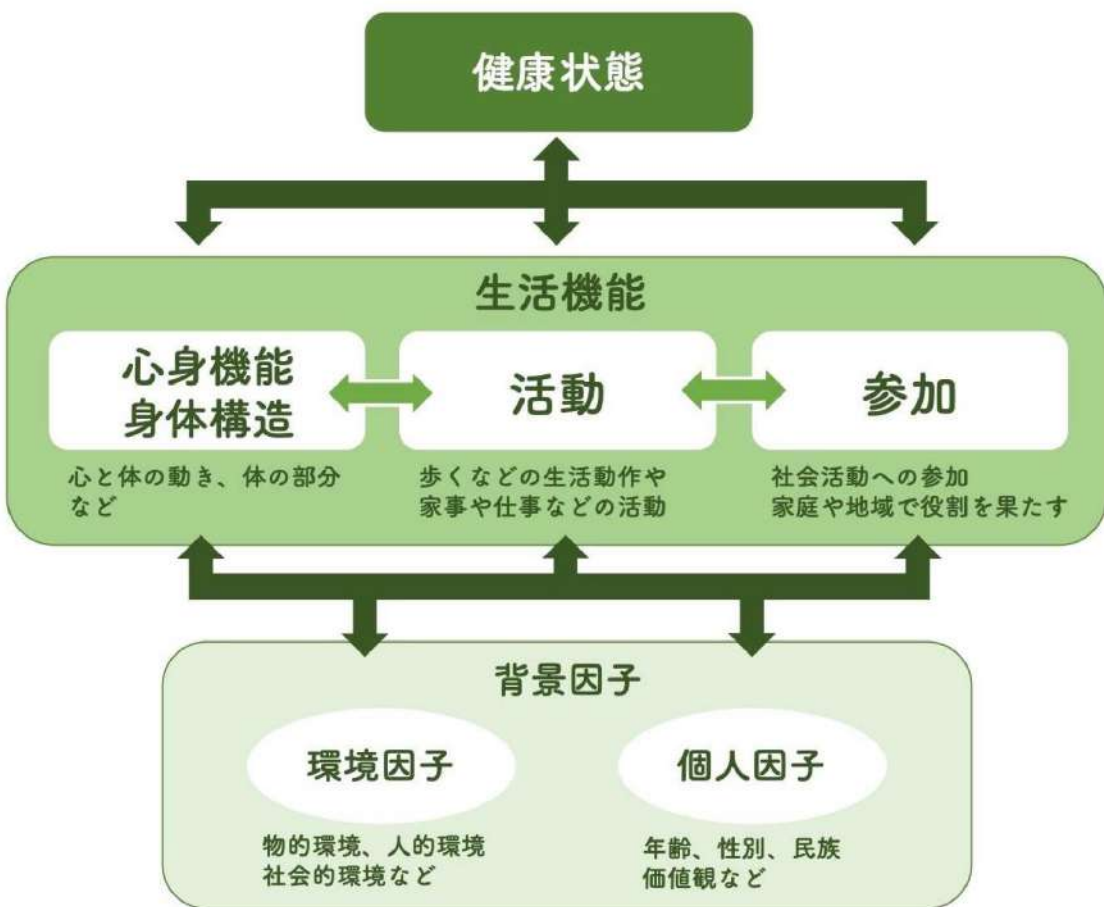 健康状態
生活機能
心身機能
身体構造
活動
参加
心と体の動き、体の部分
など
歩くなどの生活動作や
家事や仕事などの活動
社会活動への参加
家庭や地域で役割を果たす
背景因子
環境因子
個人因子
物的環境、人的環境
社会的環境など
年齢、性別、民族
価値観など